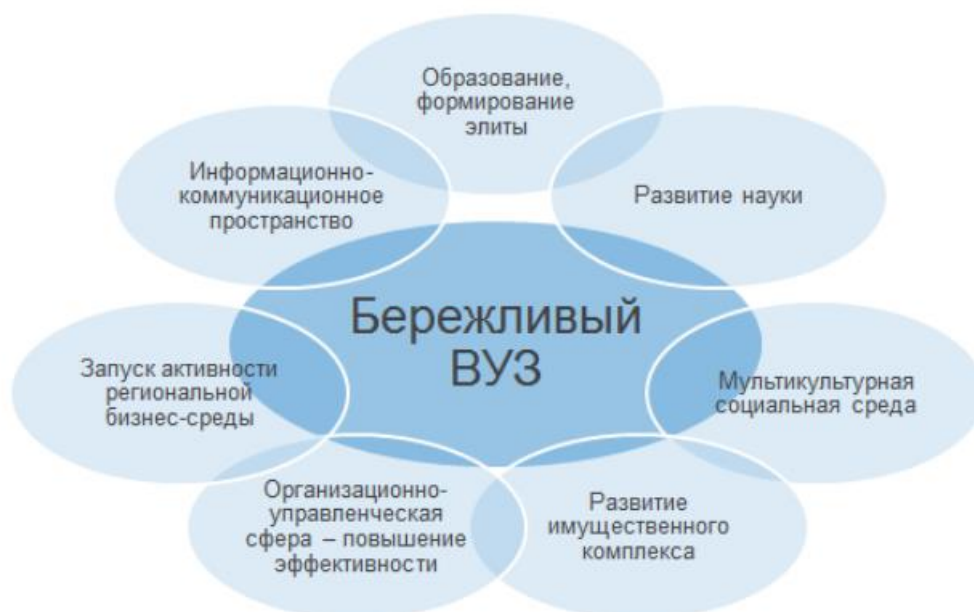 Образование,
формирование
элиты
Информационно-
коммуникационное
пространство
Развитие науки
Бережливый
ВУЗ
Запуск активности
региональной
бизнес-среды
Мультикультурная
социальная среда
Организационно-
управленческая
сфера – повышение
эффективности
Развитие
имущественного
комплекса